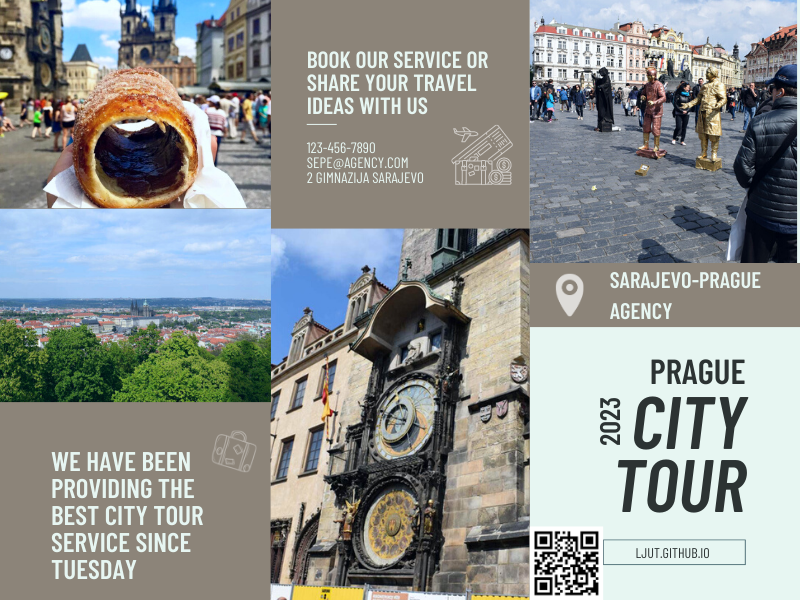 BOOK OUR SERVICE OR
SHARE YOUR TRAVEL
IDEAS WITH US
123-456-7890
SEPE@AGENCY.COM
2 GIMNAZIJA SARAJEVO
WE HAVE BEEN
PROVIDING THE
BEST CITY TOUR
SERVICE SINCE
TUESDAY
SARAJEVO-PRAGUE
AGENCY
PRAGUE
2023
CITY
TOUR
LJUT.GITHUB.IO